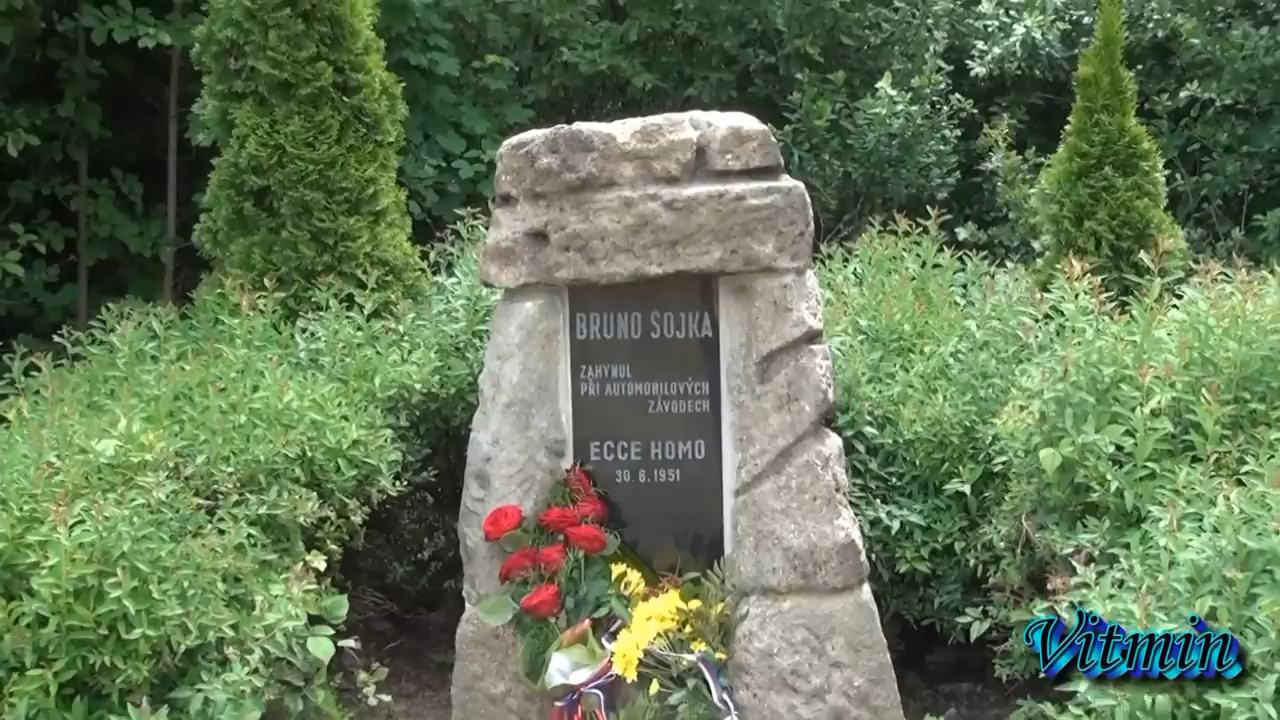 BRUNO SOJKA
ZAHYNUL
PŘI AUTOMOBILOVÝCH
ZÁVODECH
ECCE HOMO
30. 6. 1951
Vitmin